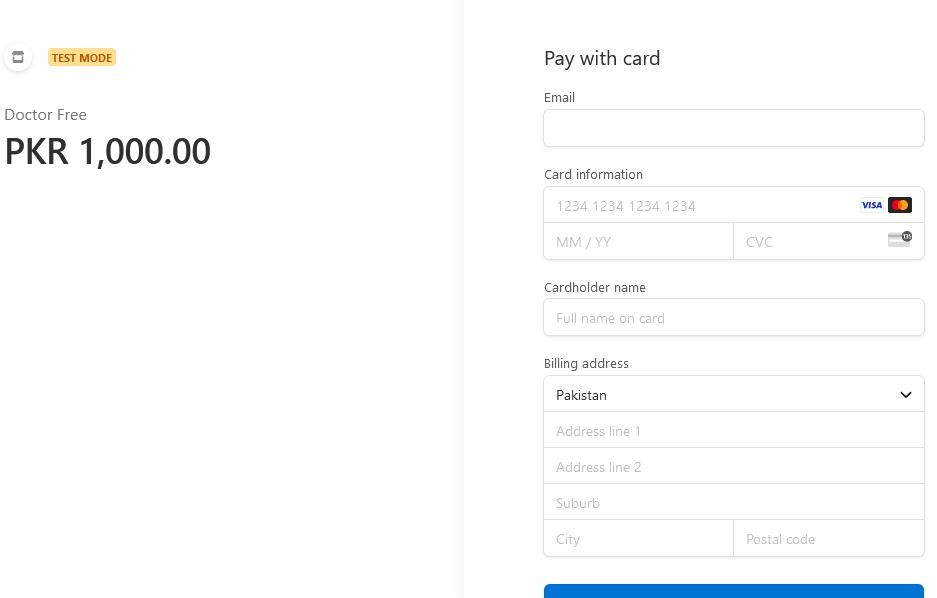 TEST MODE
Doctor Free
PKR 1,000.00
Pay with card
Email
Card information
1234 1234 1234 1234 VISA
MM / YY CVC 135
Cardholder name
Full name on card
Billing address
Pakistan
Address line 1
Address line 2
Suburb
City Postal code